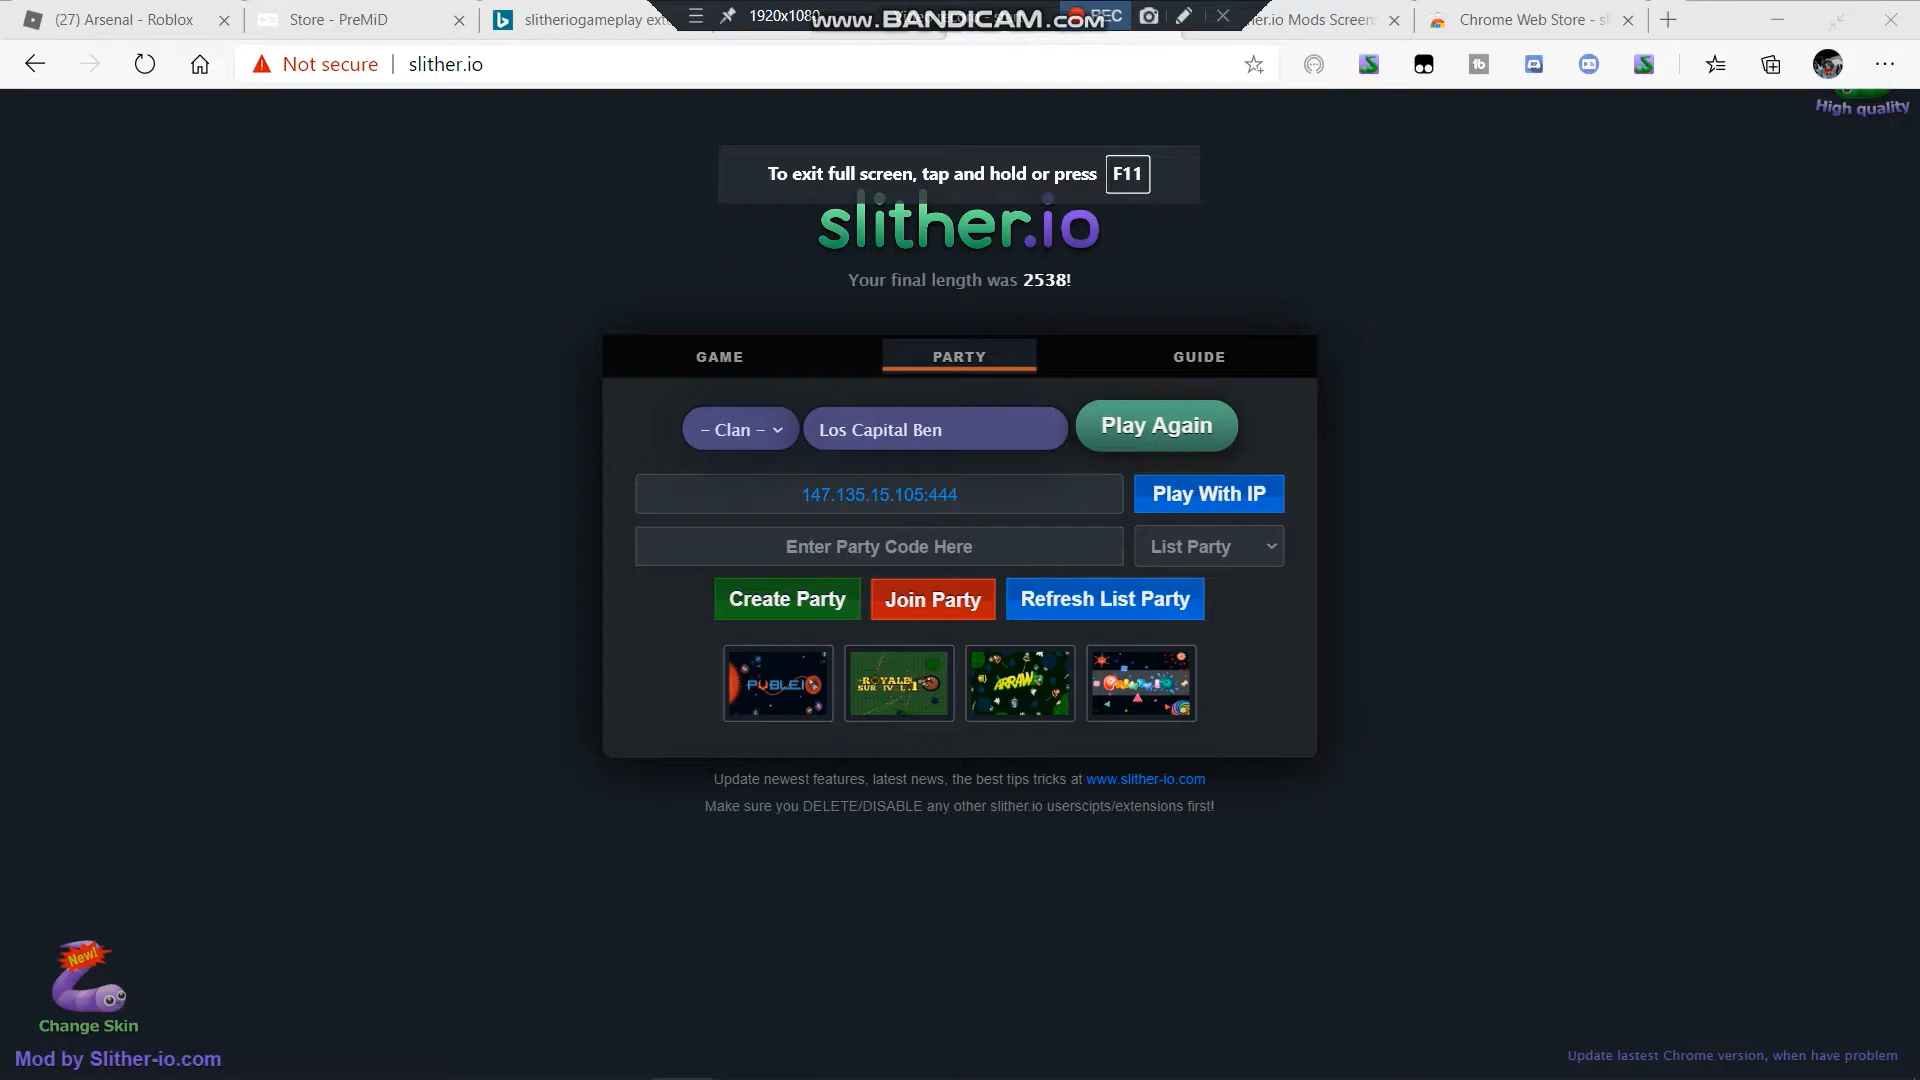 (27) Arsenal - Roblox
Store - PreMiD
slitheriogameplay ext
1920x1080
www.BANDICAM.com
REC
er.io Mods Screen
Chrome Web Store - sl
Not secure
slither.io
High quality
To exit full screen, tap and hold or press F11
slither.io
Your final length was 2538!
GAME
PARTY
GUIDE
- Clan -
Los Capital Ben
Play Again
147.135.15.105:444
Play With IP
Enter Party Code Here
List Party
Create Party
Join Party
Refresh List Party
Update newest features, latest news, the best tips tricks at www.slither-io.com
Make sure you DELETE/DISABLE any other slither.io userscipts/extensions first!
New!
Change Skin
Mod by Slither-io.com
Update lastest Chrome version, when have problem